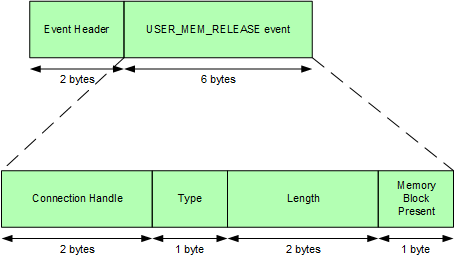 Event Header
USER_MEM_RELEASE event
2 bytes
6 bytes
Connection Handle
Type
Length
Memory
Block
Present
2 bytes
1 byte
2 bytes
1 byte